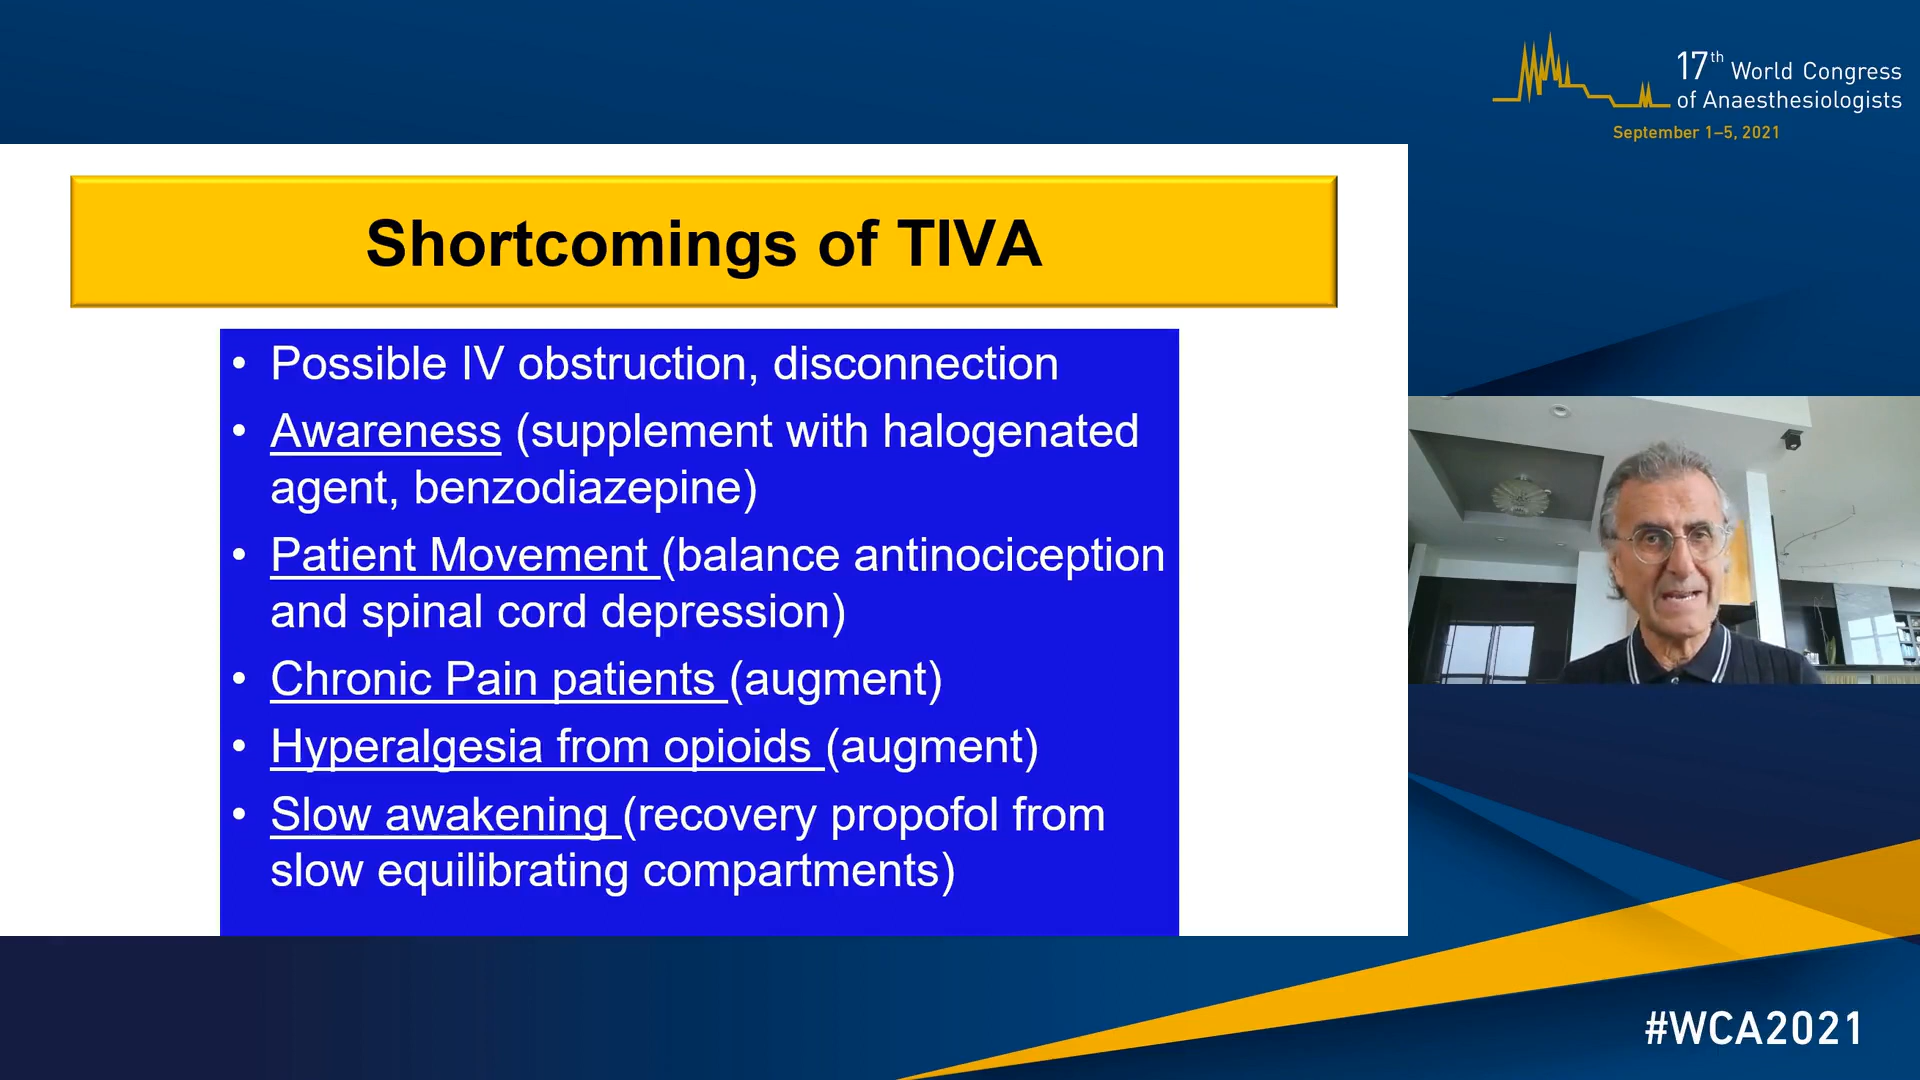 17th World Congress
of Anaesthesiologists
September 1–5, 2021
Shortcomings of TIVA
• Possible IV obstruction, disconnection
• Awareness (supplement with halogenated
agent, benzodiazepine)
• Patient Movement (balance antinociception
and spinal cord depression)
• Chronic Pain patients (augment)
• Hyperalgesia from opioids (augment)
• Slow awakening (recovery propofol from
slow equilibrating compartments)
#WCA2021